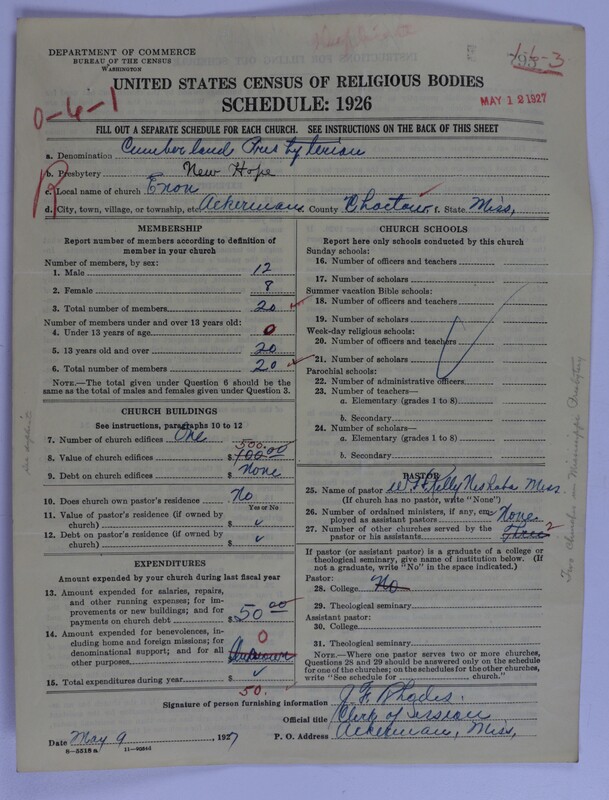 DEPARTMENT OF COMMERCE
BUREAU OF THE CENSUS
WASHINGTON
UNITED STATES CENSUS OF RELIGIOUS BODIES
SCHEDULE: 1926
MAY 12 1927
0-6-1
FILL OUT A SEPARATE SCHEDULE FOR EACH CHURCH. SEE INSTRUCTIONS ON THE BACK OF THIS SHEET
R
a. Denomination Cumberland Presbyterian
b. Presbytery New Hope
c. Local name of church Enon
d. City, town, village, or township, etc. Ackerman e. County Choctaw f. State Miss,
MEMBERSHIP
Report number of members according to definition of
member in your church
Number of members, by sex:
1. Male 12
2. Female 8
3. Total number of members 20
Number of members under and over 13 years old:
4. Under 13 years of age 0
5. 13 years old and over 20
6. Total number of members 20
NOTE.—The total given under Question 6 should be the
same as the total of males and females given under Question 3.
CHURCH BUILDINGS
See instructions, paragraphs 10 to 12
7. Number of church edifices One
500.
8. Value of church edifices $ 100.00
9. Debt on church edifices $ None
10. Does church own pastor's residence No
Yes or No
11. Value of pastor's residence (if owned by
church) $ ✓
12. Debt on pastor's residence (if owned by
church) $ ✓
EXPENDITURES
Amount expended by your church during last fiscal year
13. Amount expended for salaries, repairs,
and other running expenses; for im-
provements or new buildings; and for
payments on church debt $ 50 00
14. Amount expended for benevolences, in-
cluding home and foreign missions; for
denominational support; and for all
other purposes 0
15. Total expenditures during year $ ✓
50.
CHURCH SCHOOLS
Report here only schools conducted by this church
Sunday schools:
16. Number of officers and teachers
17. Number of scholars
Summer vacation Bible schools:
18. Number of officers and teachers
19. Number of scholars
Week-day religious schools:
20. Number of officers and teachers
21. Number of scholars
Parochial schools:
22. Number of administrative officers
23. Number of teachers—
a. Elementary (grades 1 to 8)
b. Secondary
24. Number of scholars—
a. Elementary (grades 1 to 8)
b. Secondary
PASTOR
25. Name of pastor Kelly Neshoba Miss.
(If church has no pastor, write "None")
26. Number of ordained ministers, if any, em-
ployed as assistant pastors None
27. Number of other churches served by the
pastor or his assistants Three 2
If pastor (or assistant pastor) is a graduate of a college or
theological seminary, give name of institution below. (If
not a graduate, write "No" in the space indicated.)
Pastor:
28. College No
29. Theological seminary
Assistant pastor:
30. College
31. Theological seminary
NOTE.—Where one pastor serves two or more churches,
Questions 28 and 29 should be answered only on the schedule
for one of the churches; on the schedules for the other churches,
write "See schedule for church."
Two Churches in Mississippi Presbytery
Signature of person furnishing information J. F. Rhodes.
Official title Clerk of session
Date May 9, 1927 P. O. Address Ackerman, Miss,